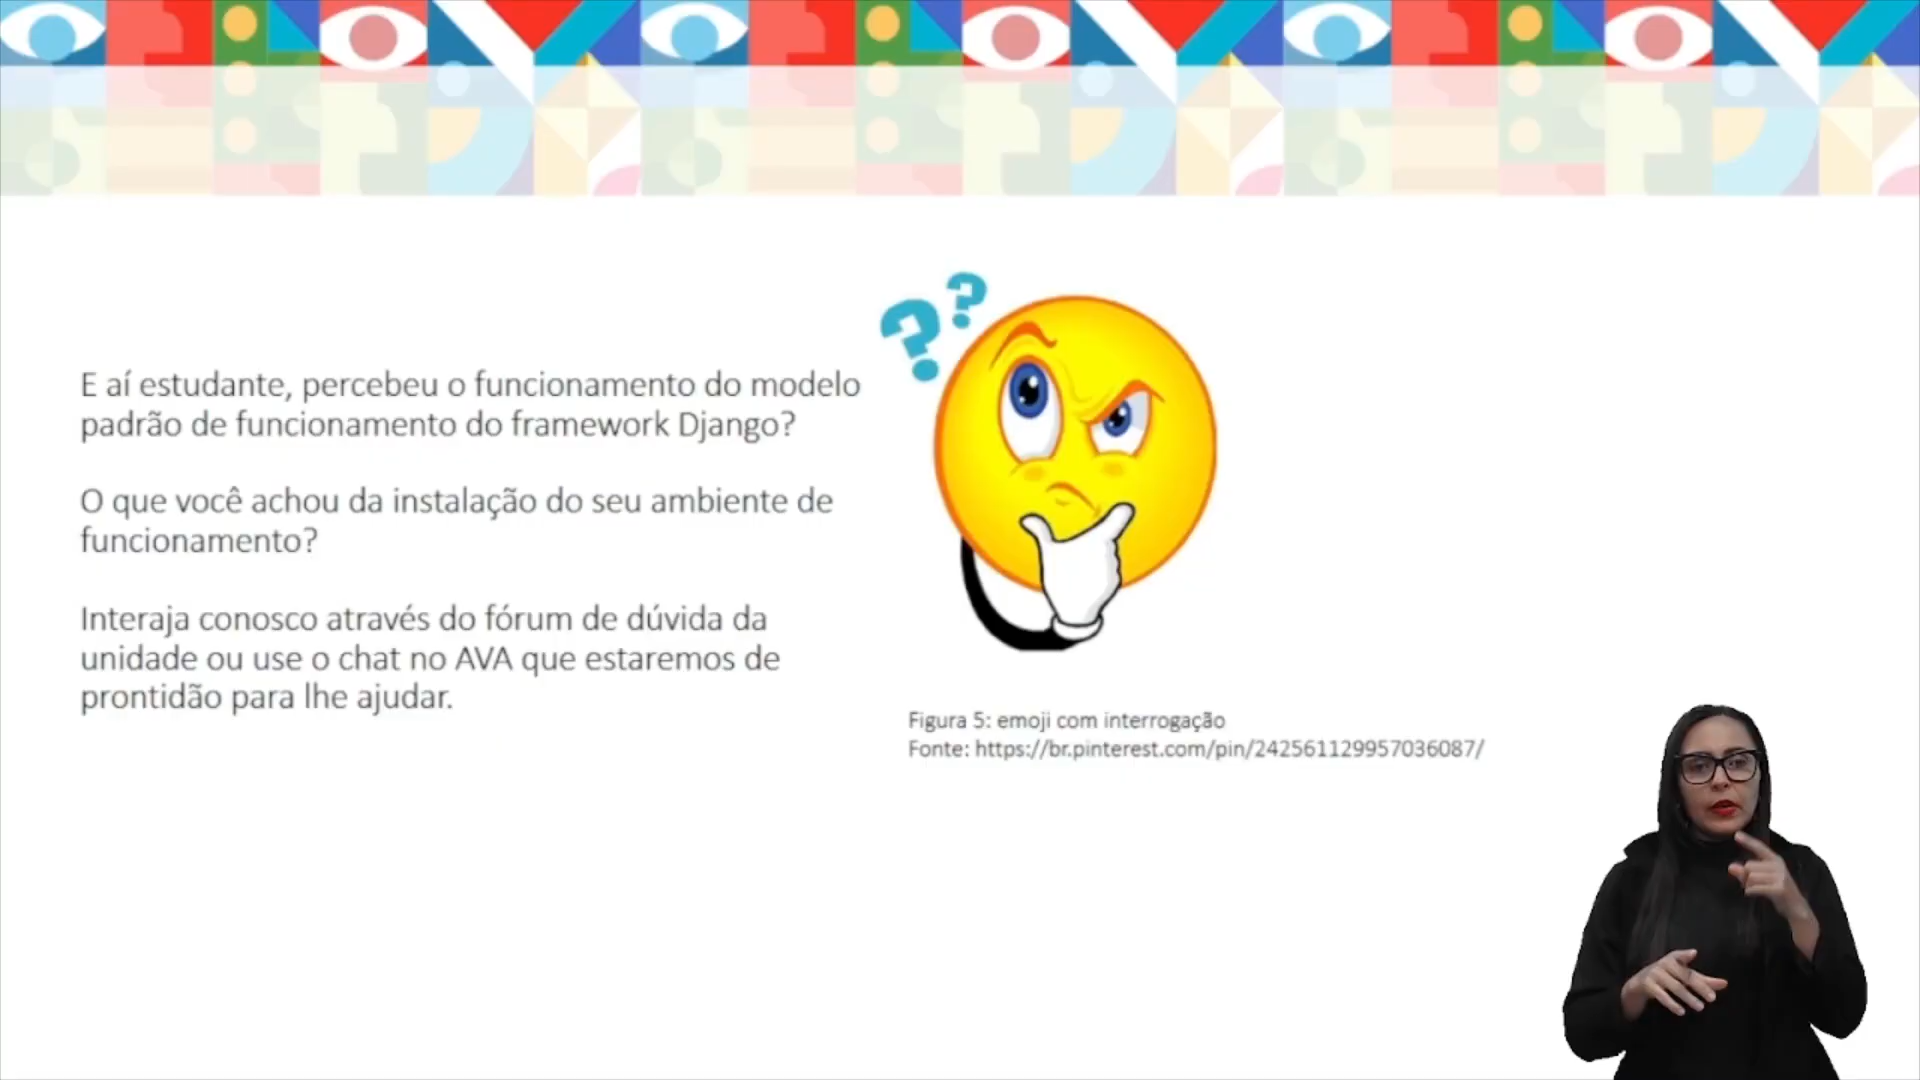 E aí estudante, percebeu o funcionamento do modelo
padrão de funcionamento do framework Django?
O que você achou da instalação do seu ambiente de
funcionamento?
Interaja conosco através do fórum de dúvida da
unidade ou use o chat no AVA que estaremos de
prontidão para lhe ajudar.
??
Figura 5: emoji com interrogação
Fonte: https://br.pinterest.com/pin/242561129957036087/